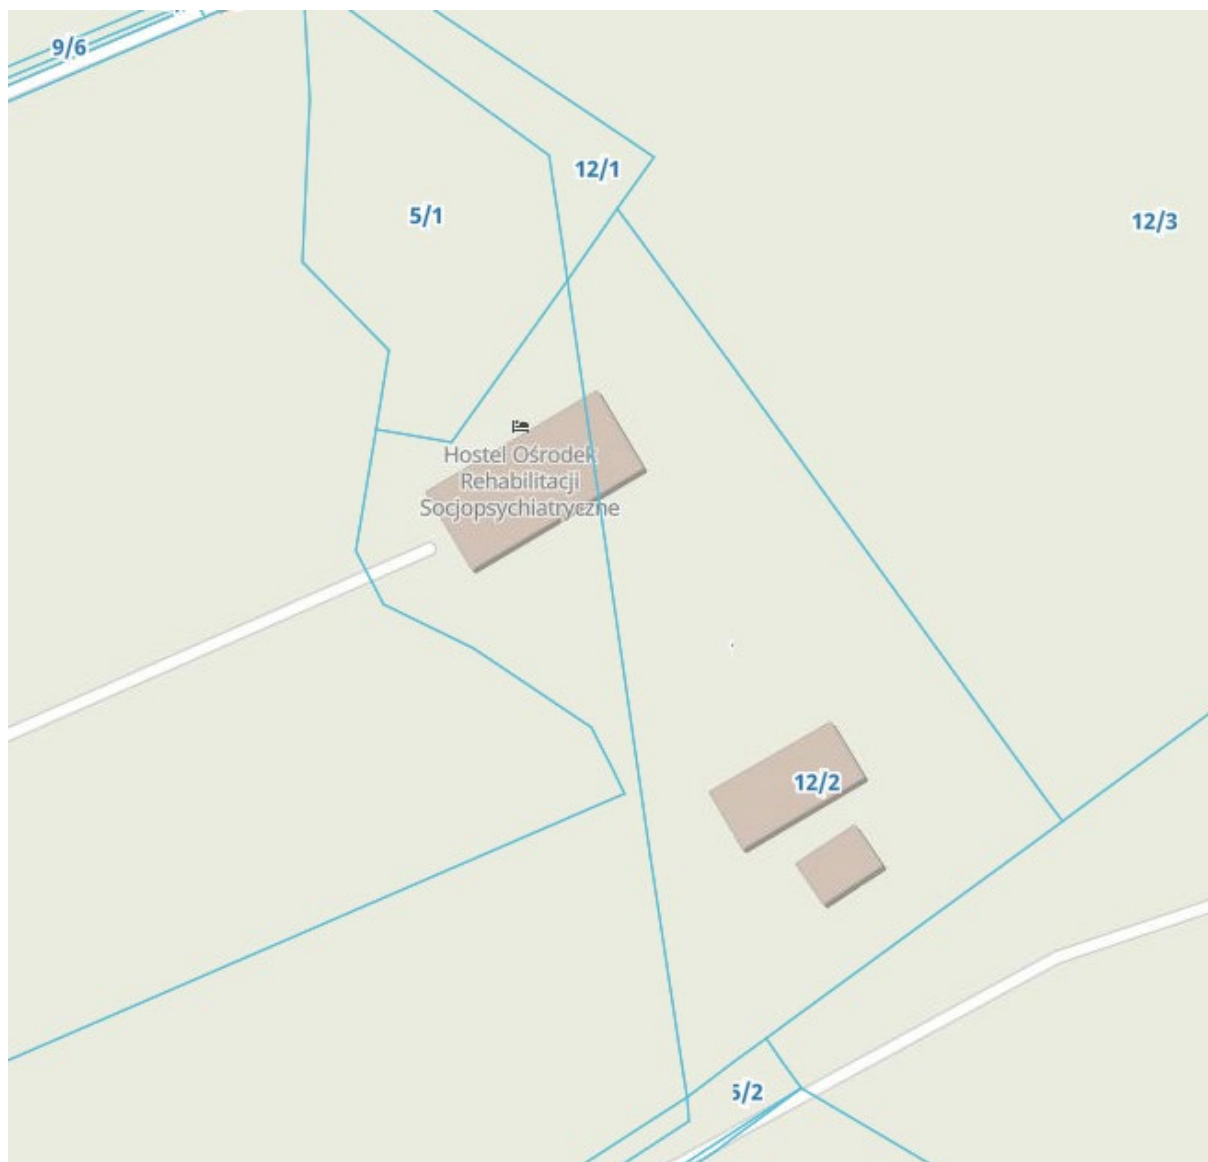 9/6
12/1
5/1
12/3
Hostel Ośrodek
Rehabilitacji
Socjopsychiatryczne
12/2
5/2